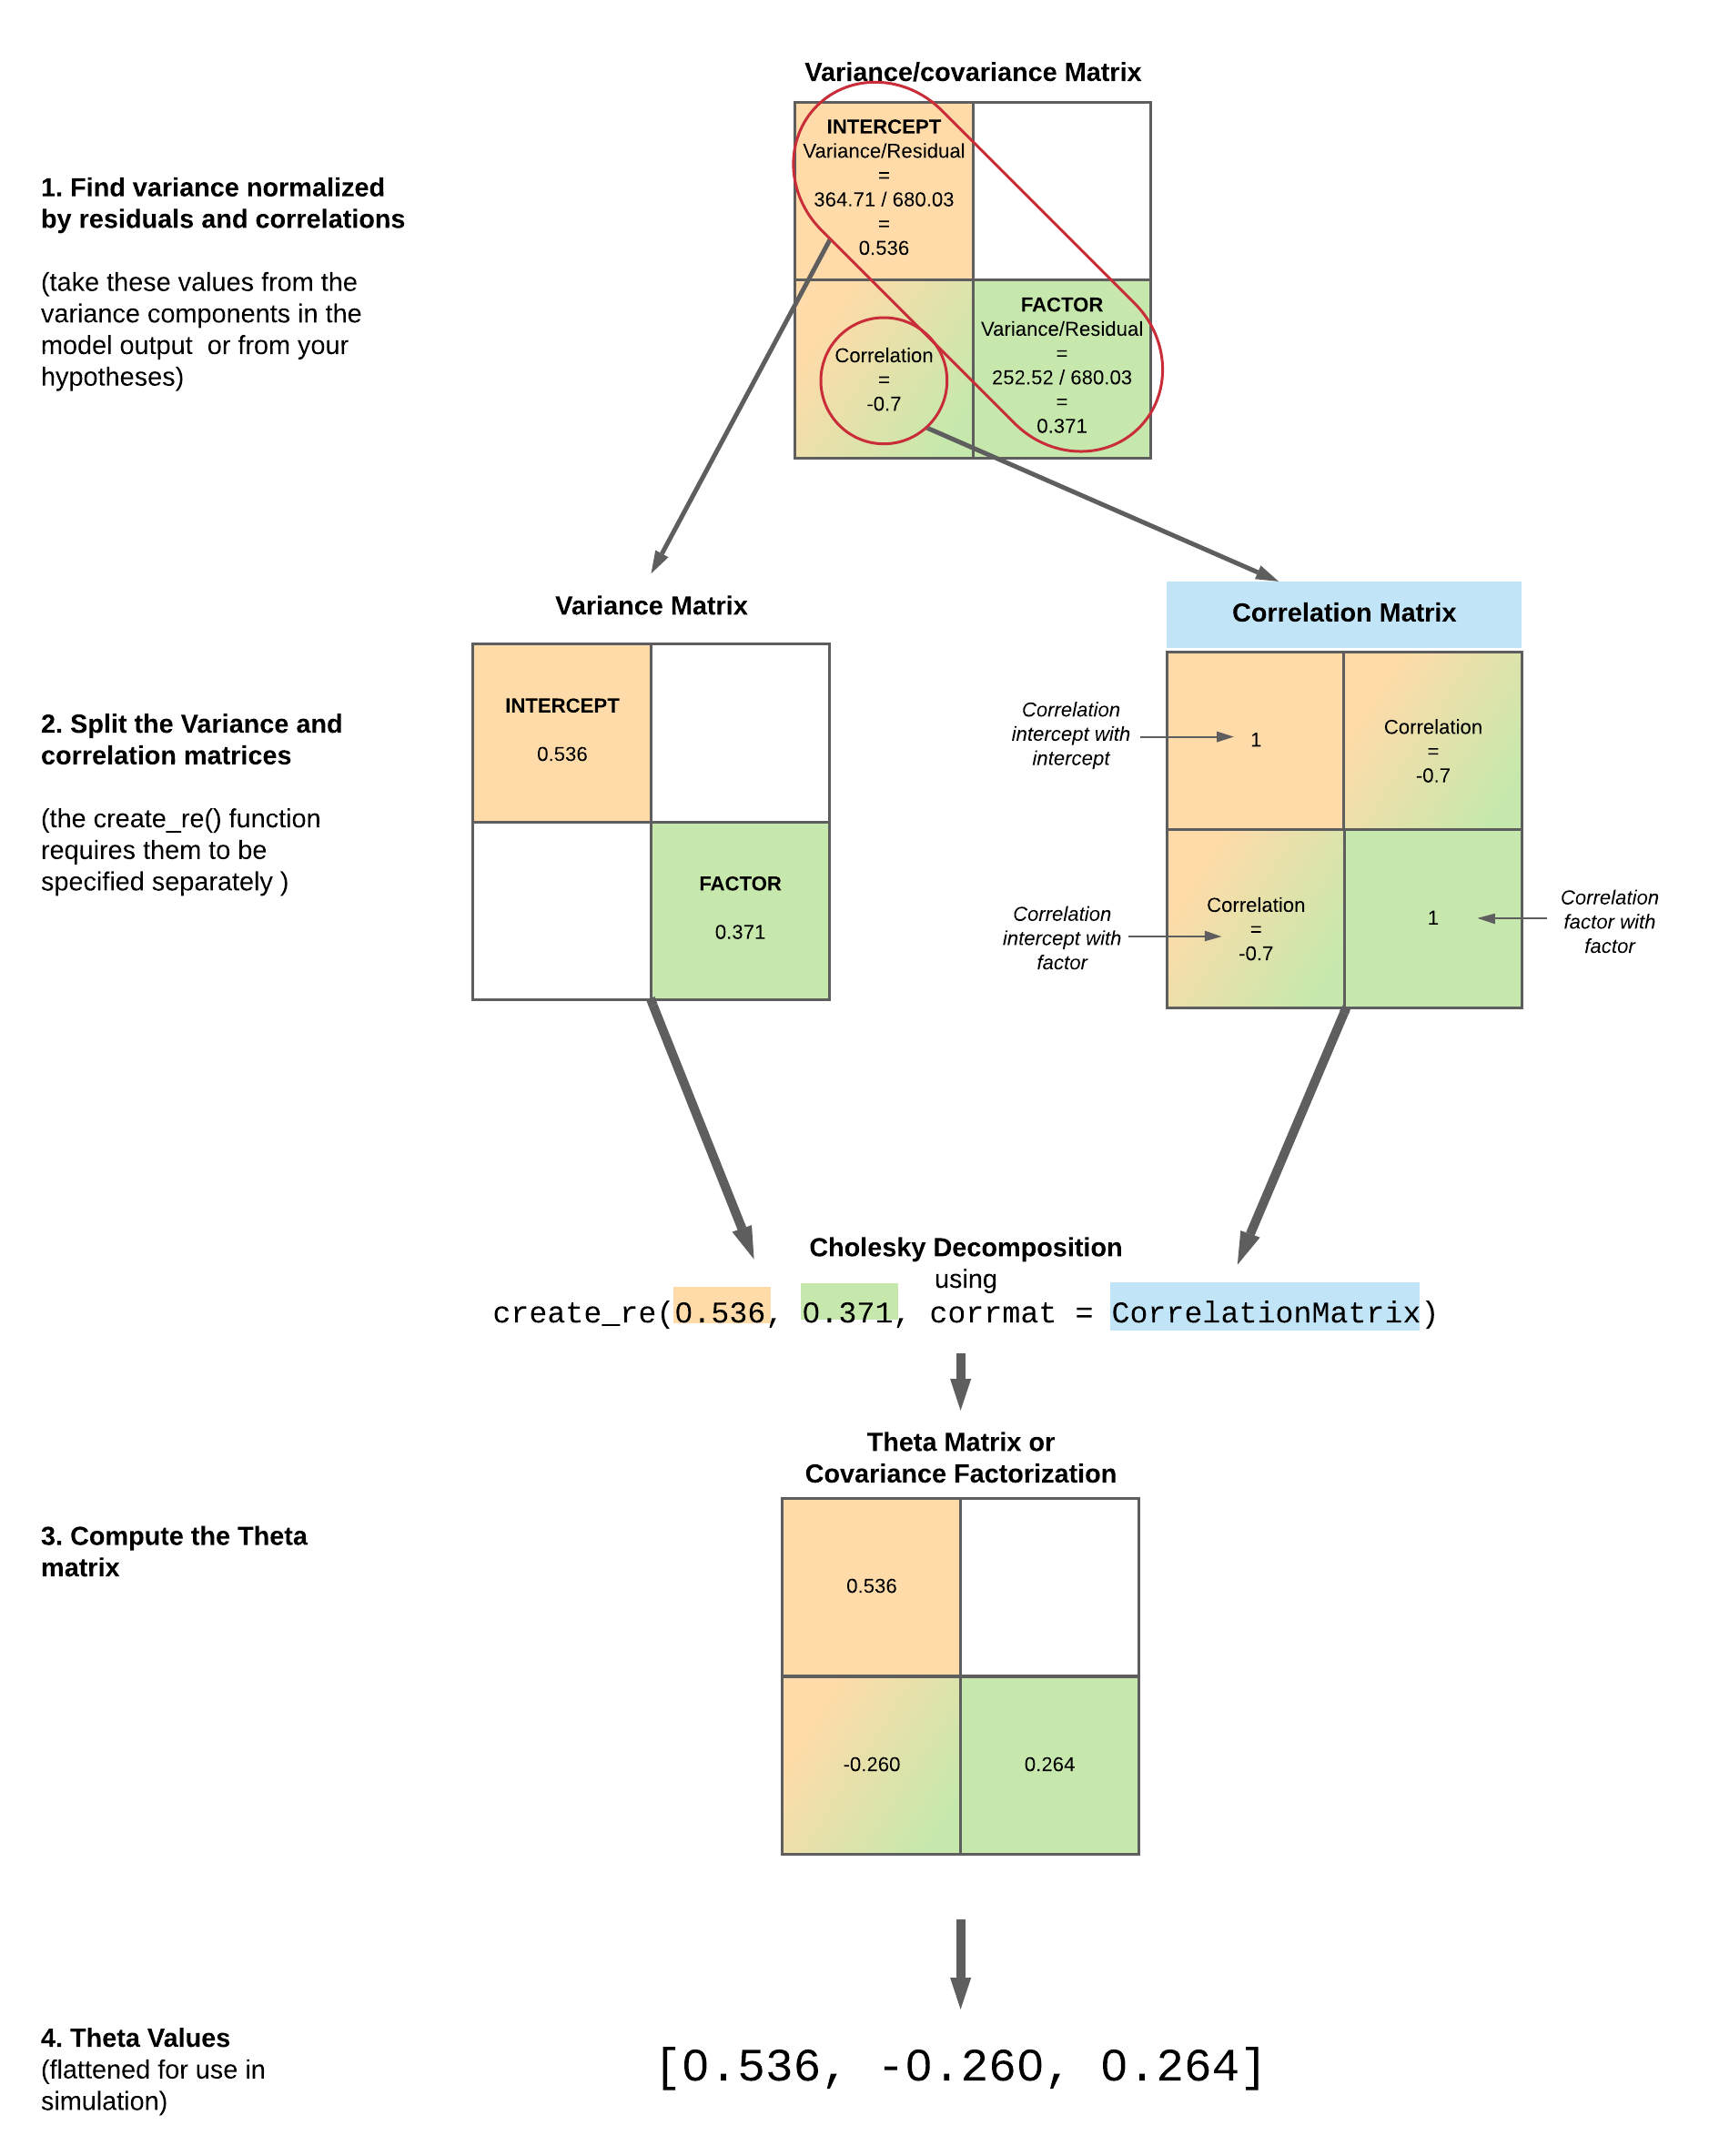 Variance/covariance Matrix
INTERCEPT
Variance/Residual
=
364.71 / 680.03
=
0.536
1. Find variance normalized
by residuals and correlations
(take these values from the
variance components in the
model output  or from your
hypotheses)
FACTOR
Variance/Residual
=
252.52 / 680.03
=
0.371
Correlation
=
-0.7
Variance Matrix
Correlation Matrix
2. Split the Variance and
correlation matrices
(the create_re() function
requires them to be
specified separately )
INTERCEPT
0.536
FACTOR
0.371
Correlation
intercept with
intercept
1
Correlation
=
-0.7
Correlation
intercept with
factor
Correlation
=
-0.7
1
Correlation
factor with
factor
Cholesky Decomposition
using
create_re(0.536, 0.371, corrmat = CorrelationMatrix)
Theta Matrix or
Covariance Factorization
3. Compute the Theta
matrix
0.536
-0.260
0.264
4. Theta Values
(flattened for use in
simulation)
[0.536, -0.260, 0.264]